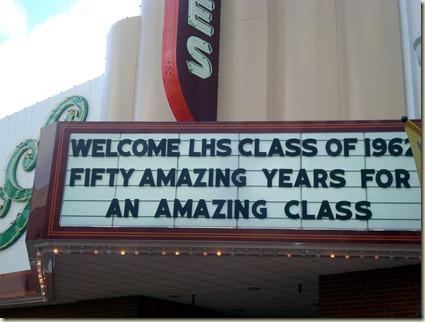 WELCOME LHS CLASS OF 1962
FIFTY AMAZING YEARS FOR
AN AMAZING CLASS